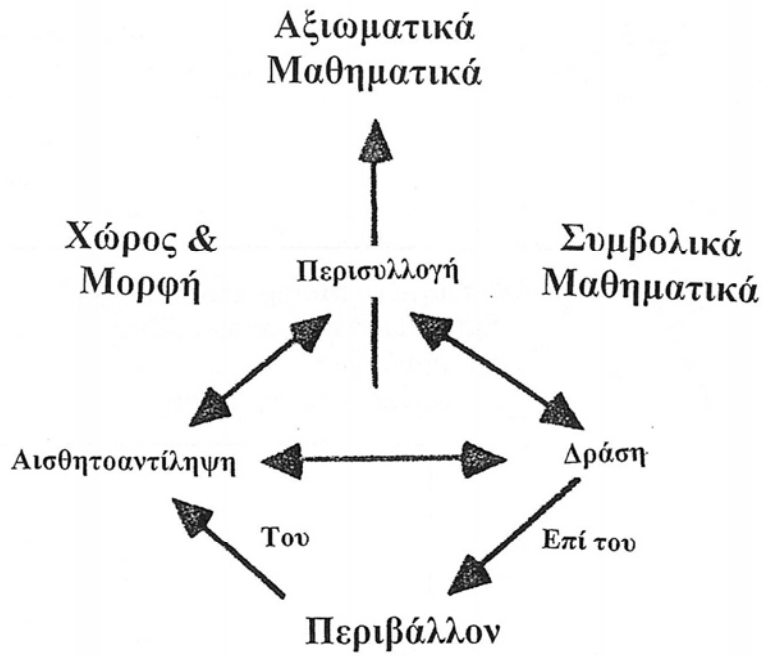 Αξιωματικά
Μαθηματικά
Χώρος &
Μορφή
Περισυλλογή
Συμβολικά
Μαθηματικά
Αισθητοαντίληψη
Δράση
Του
Επί του
Περιβάλλον